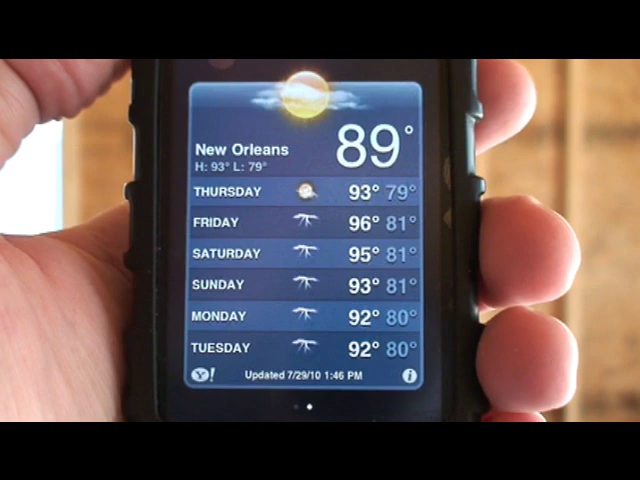 New Orleans 89°
H: 93° L: 79°
THURSDAY 93° 79°
FRIDAY 96° 81°
SATURDAY 95° 81°
SUNDAY 93° 81°
MONDAY 92° 80°
TUESDAY 92° 80°
Y! Updated 7/29/10 1:46 PM i